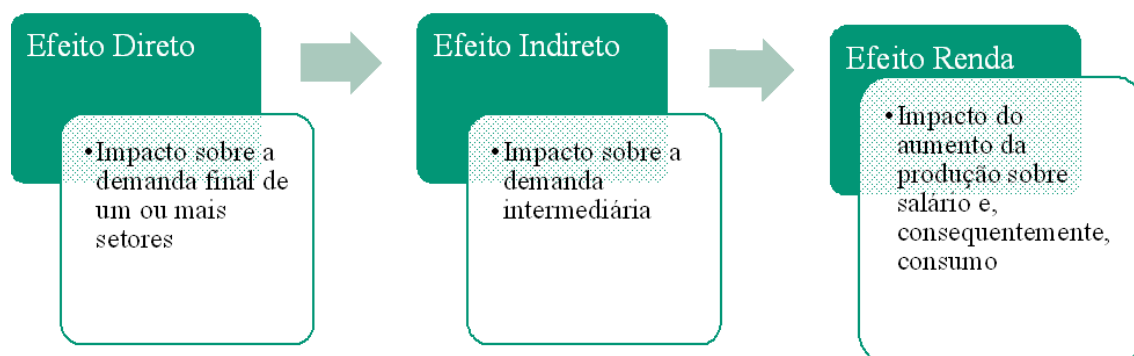 Efeito Direto
•Impacto sobre a
demanda final de
um ou mais
setores
Efeito Indireto
•Impacto sobre a
demanda
intermediária
Efeito Renda
•Impacto do
aumento da
produção sobre
salário e,
consequentemente,
consumo